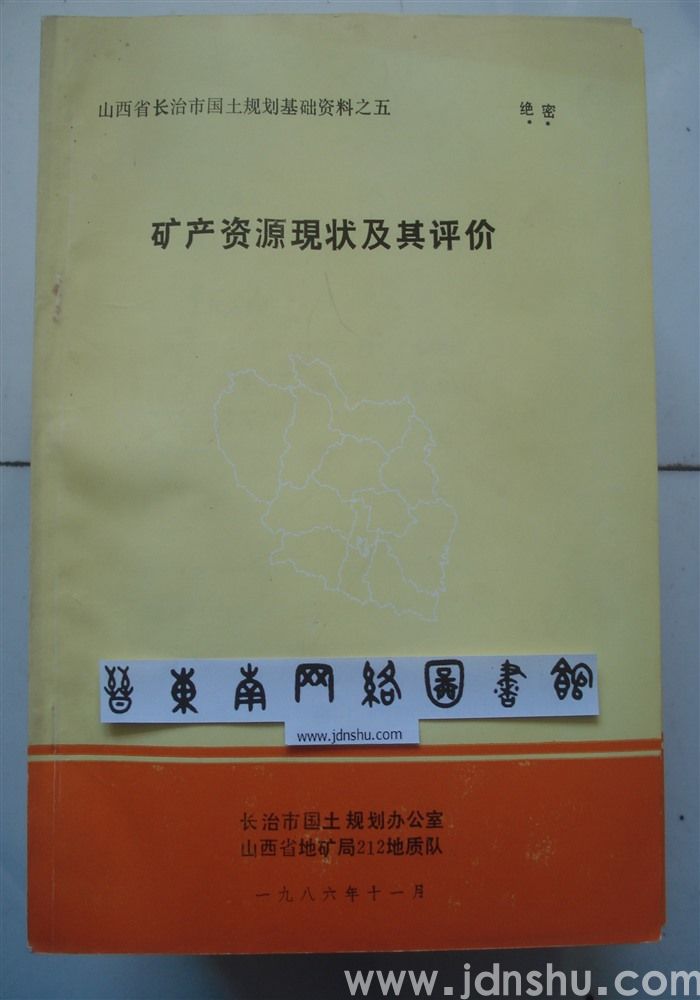 山西省长治市国土规划基础资料之五
绝密
矿产资源現状及其评价
晉東南网絡圖書館
www.jdnshu.com
长治市国土规划办公室
山西省地矿局212地质队
一九八六年十一月
www.jdnshu.com